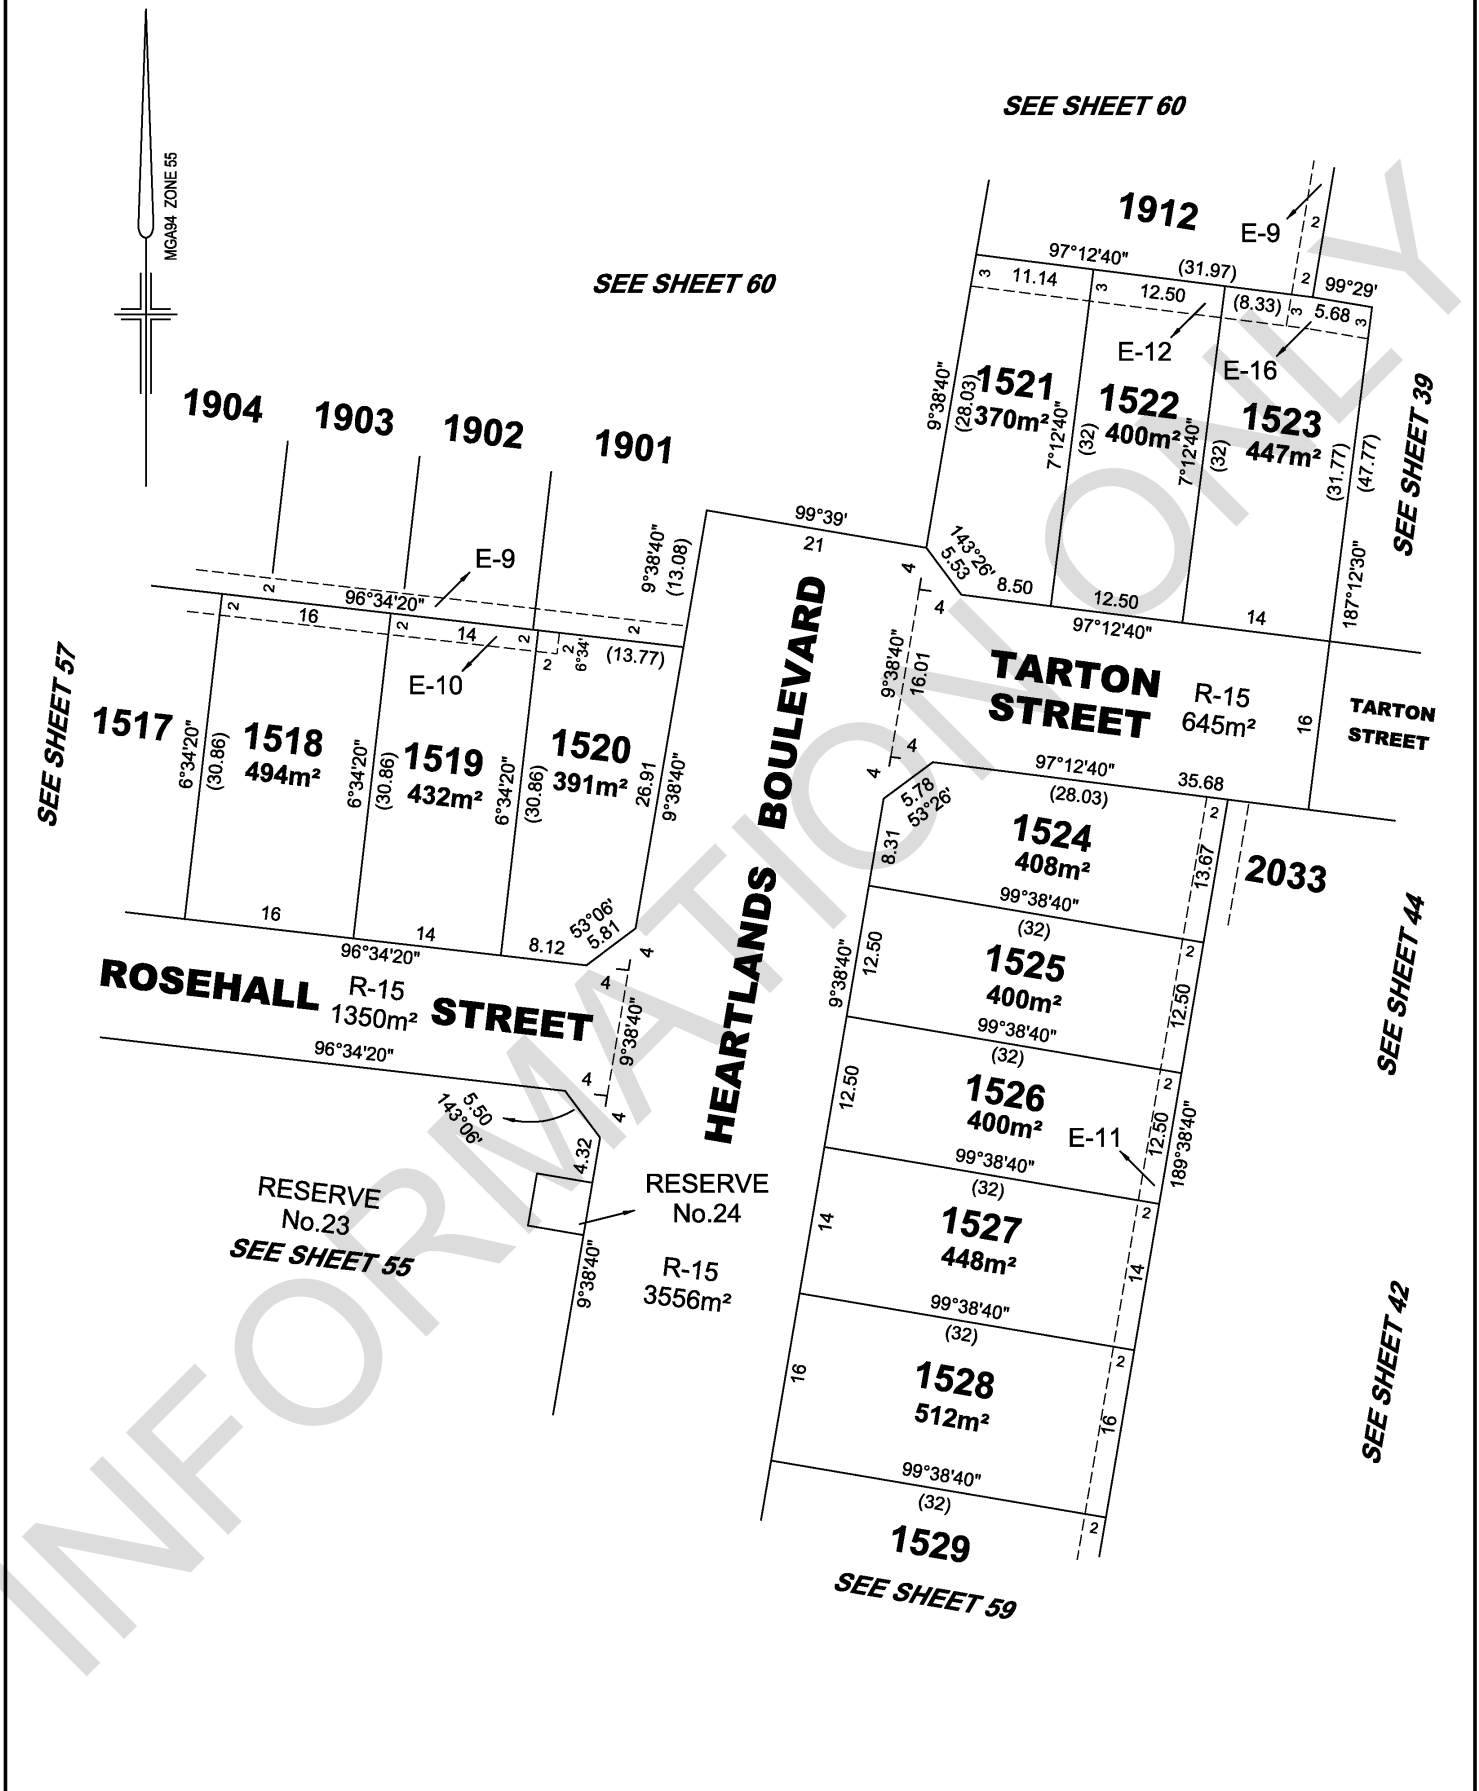 SEE SHEET 60
MGA94 ZONE 55
1912
E-9
2
97°12'40"
(31.97)
2
99°29'
SEE SHEET 60
3
11.14
3
12.50
(8.33)
3
5.68
3
E-12
E-16
1521
370m²
1522
400m²
1523
447m²
9°38'40"
(28.03)
7°12'40"
(32)
7°12'40"
(32)
(31.77)
(47.77)
187°12'30"
SEE SHEET 39
1904
1903
1902
1901
99°39'
21
9°38'40"
(13.08)
143°26'
5.53
4
4
8.50
12.50
97°12'40"
14
E-9
2
96°34'20"
2
16
2
14
2
2
2
6°34'
2
(13.77)
E-10
SEE SHEET 57
1517
1518
494m²
1519
432m²
1520
391m²
6°34'20"
(30.86)
6°34'20"
(30.86)
6°34'20"
(30.86)
26.91
9°38'40"
HEARTLANDS BOULEVARD
9°38'40"
16.01
TARTON
STREET
R-15
645m²
16
TARTON
STREET
4
4
5.78
53°26'
97°12'40"
35.68
(28.03)
2
8.31
1524
408m²
13.67
2033
99°38'40"
(32)
2
16
96°34'20"
14
8.12
53°06'
5.81
4
4
9°38'40"
12.50
1525
400m²
12.50
SEE SHEET 44
ROSEHALL STREET
R-15
1350m²
9°38'40"
96°34'20"
4
4
99°38'40"
(32)
2
12.50
1526
400m²
E-11
12.50
189°38'40"
5.50
143°06'
4.32
RESERVE
No.23
SEE SHEET 55
RESERVE
No.24
9°38'40"
R-15
3556m²
99°38'40"
(32)
2
14
1527
448m²
14
99°38'40"
(32)
2
16
1528
512m²
16
SEE SHEET 42
99°38'40"
(32)
2
1529
SEE SHEET 59
INFORMATION ONLY